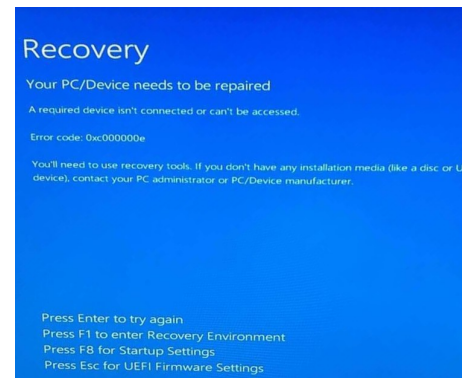 Recovery
Your PC/Device needs to be repaired
A required device isn't connected or can't be accessed.
Error code: 0xc000000e
You'll need to use recovery tools. If you don't have any installation media (like a disc or U
device), contact your PC administrator or PC/Device manufacturer.
Press Enter to try again
Press F1 to enter Recovery Environment
Press F8 for Startup Settings
Press Esc for UEFI Firmware Settings